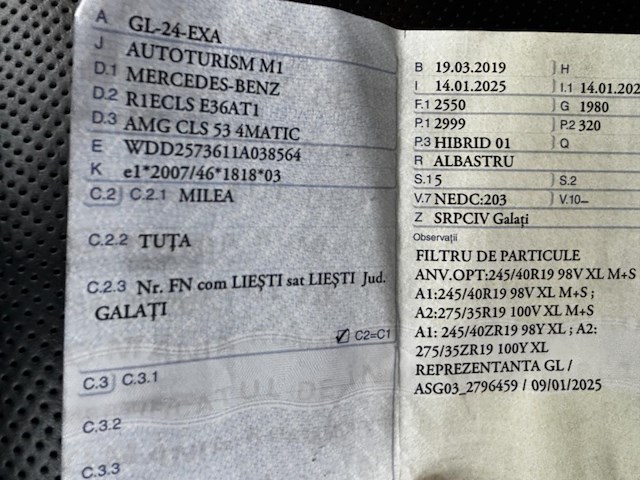 A GL-24-EXA
J AUTOTURISM M1
D.1 MERCEDES-BENZ
D.2 R1ECLS E36AT1
D.3 AMG CLS 53 4MATIC
E WDD2573611A038564
K e1*2007/46*1818*03
C.2 C.2.1 MILEA
C.2.2 TUȚA
C.2.3 Nr. FN com LIEȘTI sat LIEȘTI Jud.
GALAȚI
C2=C1
C.3 C.3.1
C.3.2
C.3.3
B 19.03.2019 H
I 14.01.2025 I.1 14.01.202
F.1 2550 G 1980
P.1 2999 P.2 320
P.3 HIBRID 01 Q
R ALBASTRU
S.1 5 S.2
V.7 NEDC:203 V.10 –
Z SRPCIV Galați
Observații
FILTRU DE PARTICULE
ANV.OPT:245/40R19 98V XL M+S
A1:245/40R19 98V XL M+S ;
A2:275/35R19 100V XL M+S
A1: 245/40ZR19 98Y XL ; A2:
275/35ZR19 100Y XL
REPREZENTANTA GL /
ASG03_2796459 / 09/01/2025